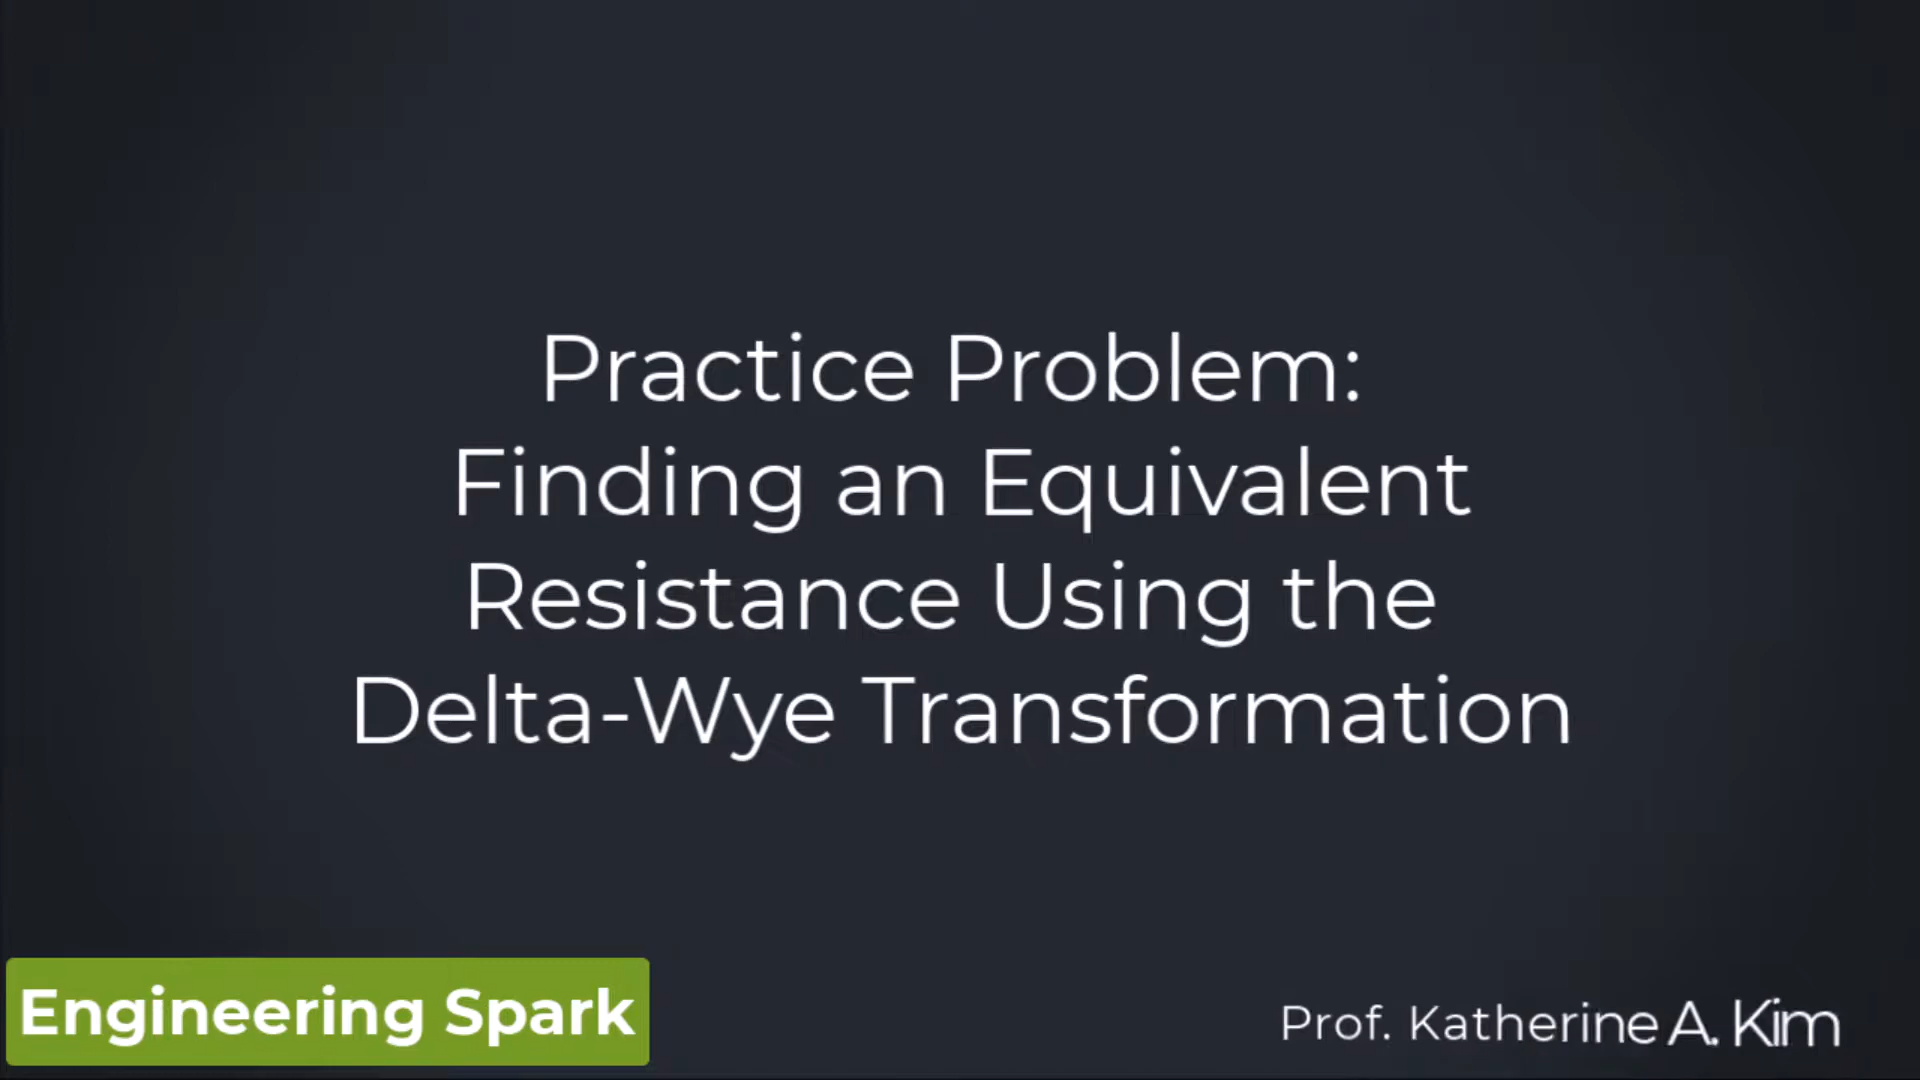 Practice Problem:
Finding an Equivalent
Resistance Using the
Delta-Wye Transformation
Engineering Spark
Prof. Katherine A. Kim